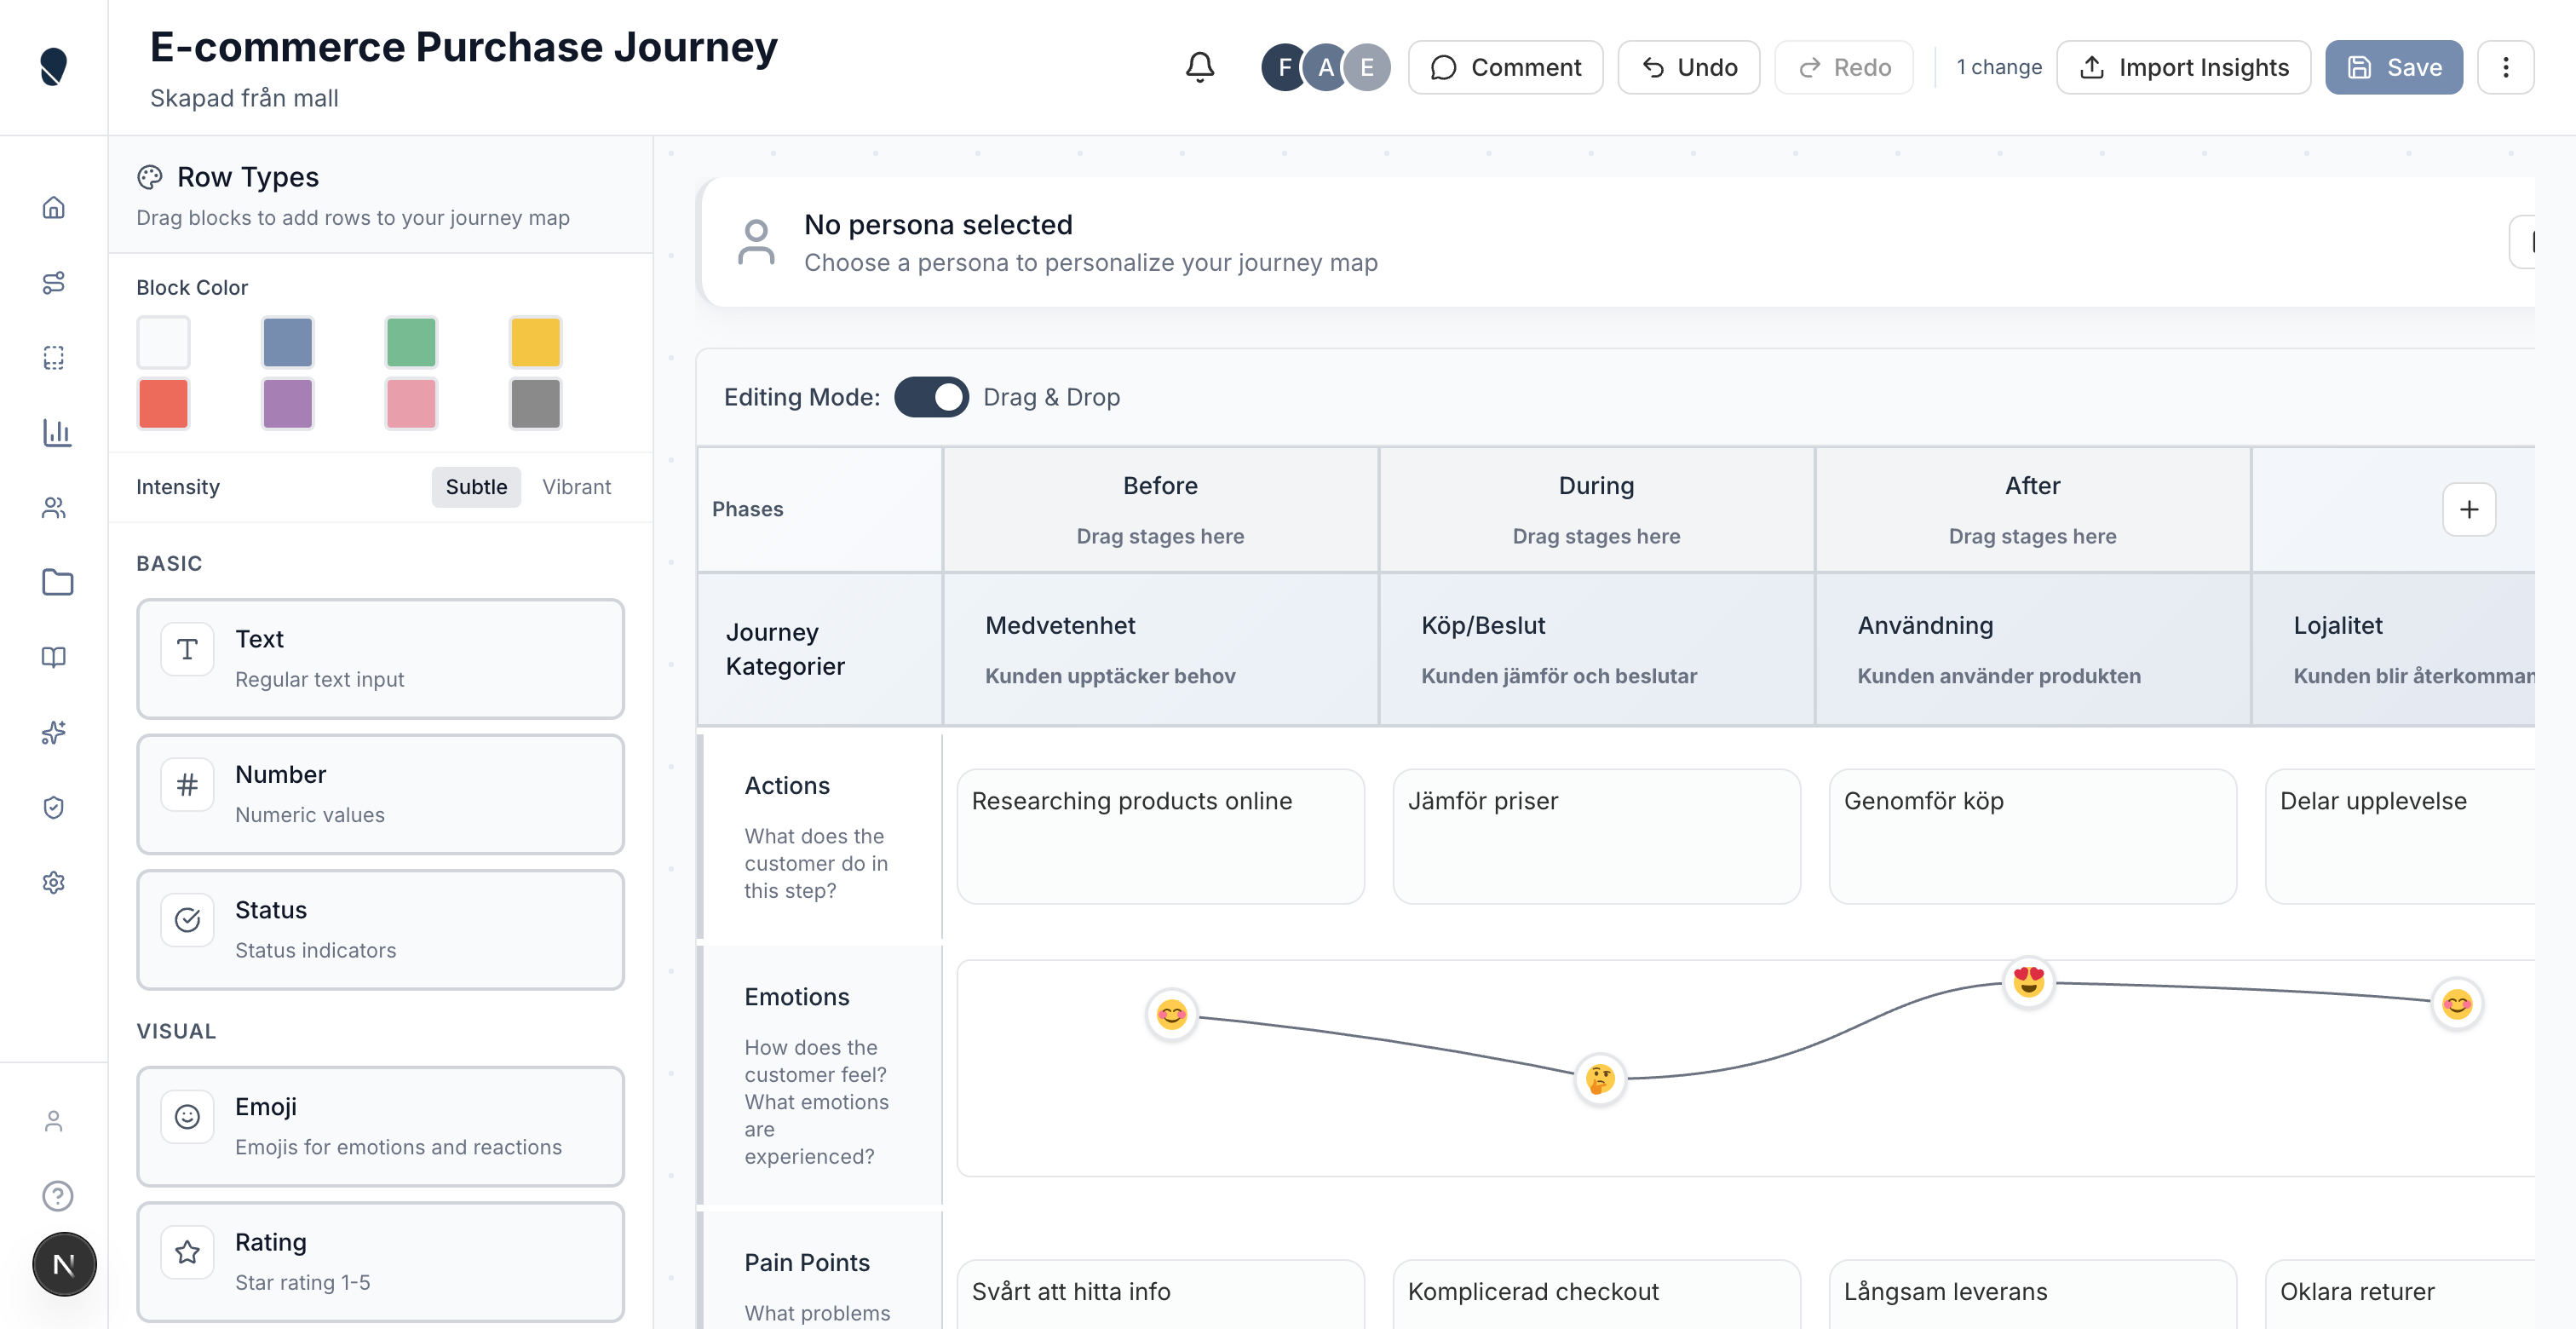 E-commerce Purchase Journey
Skapad från mall
F A E
Comment
Undo
Redo
1 change
Import Insights
Save
Row Types
Drag blocks to add rows to your journey map
Block Color
Intensity
Subtle
Vibrant
BASIC
Text
Regular text input
Number
Numeric values
Status
Status indicators
VISUAL
Emoji
Emojis for emotions and reactions
Rating
Star rating 1-5
N
No persona selected
Choose a persona to personalize your journey map
Editing Mode:
Drag & Drop
Phases
Before
Drag stages here
During
Drag stages here
After
Drag stages here
Journey
Kategorier
Medvetenhet
Kunden upptäcker behov
Köp/Beslut
Kunden jämför och beslutar
Användning
Kunden använder produkten
Lojalitet
Kunden blir återkomman
Actions
What does the
customer do in
this step?
Researching products online
Jämför priser
Genomför köp
Delar upplevelse
Emotions
How does the
customer feel?
What emotions
are
experienced?
Pain Points
What problems
Svårt att hitta info
Komplicerad checkout
Långsam leverans
Oklara returer